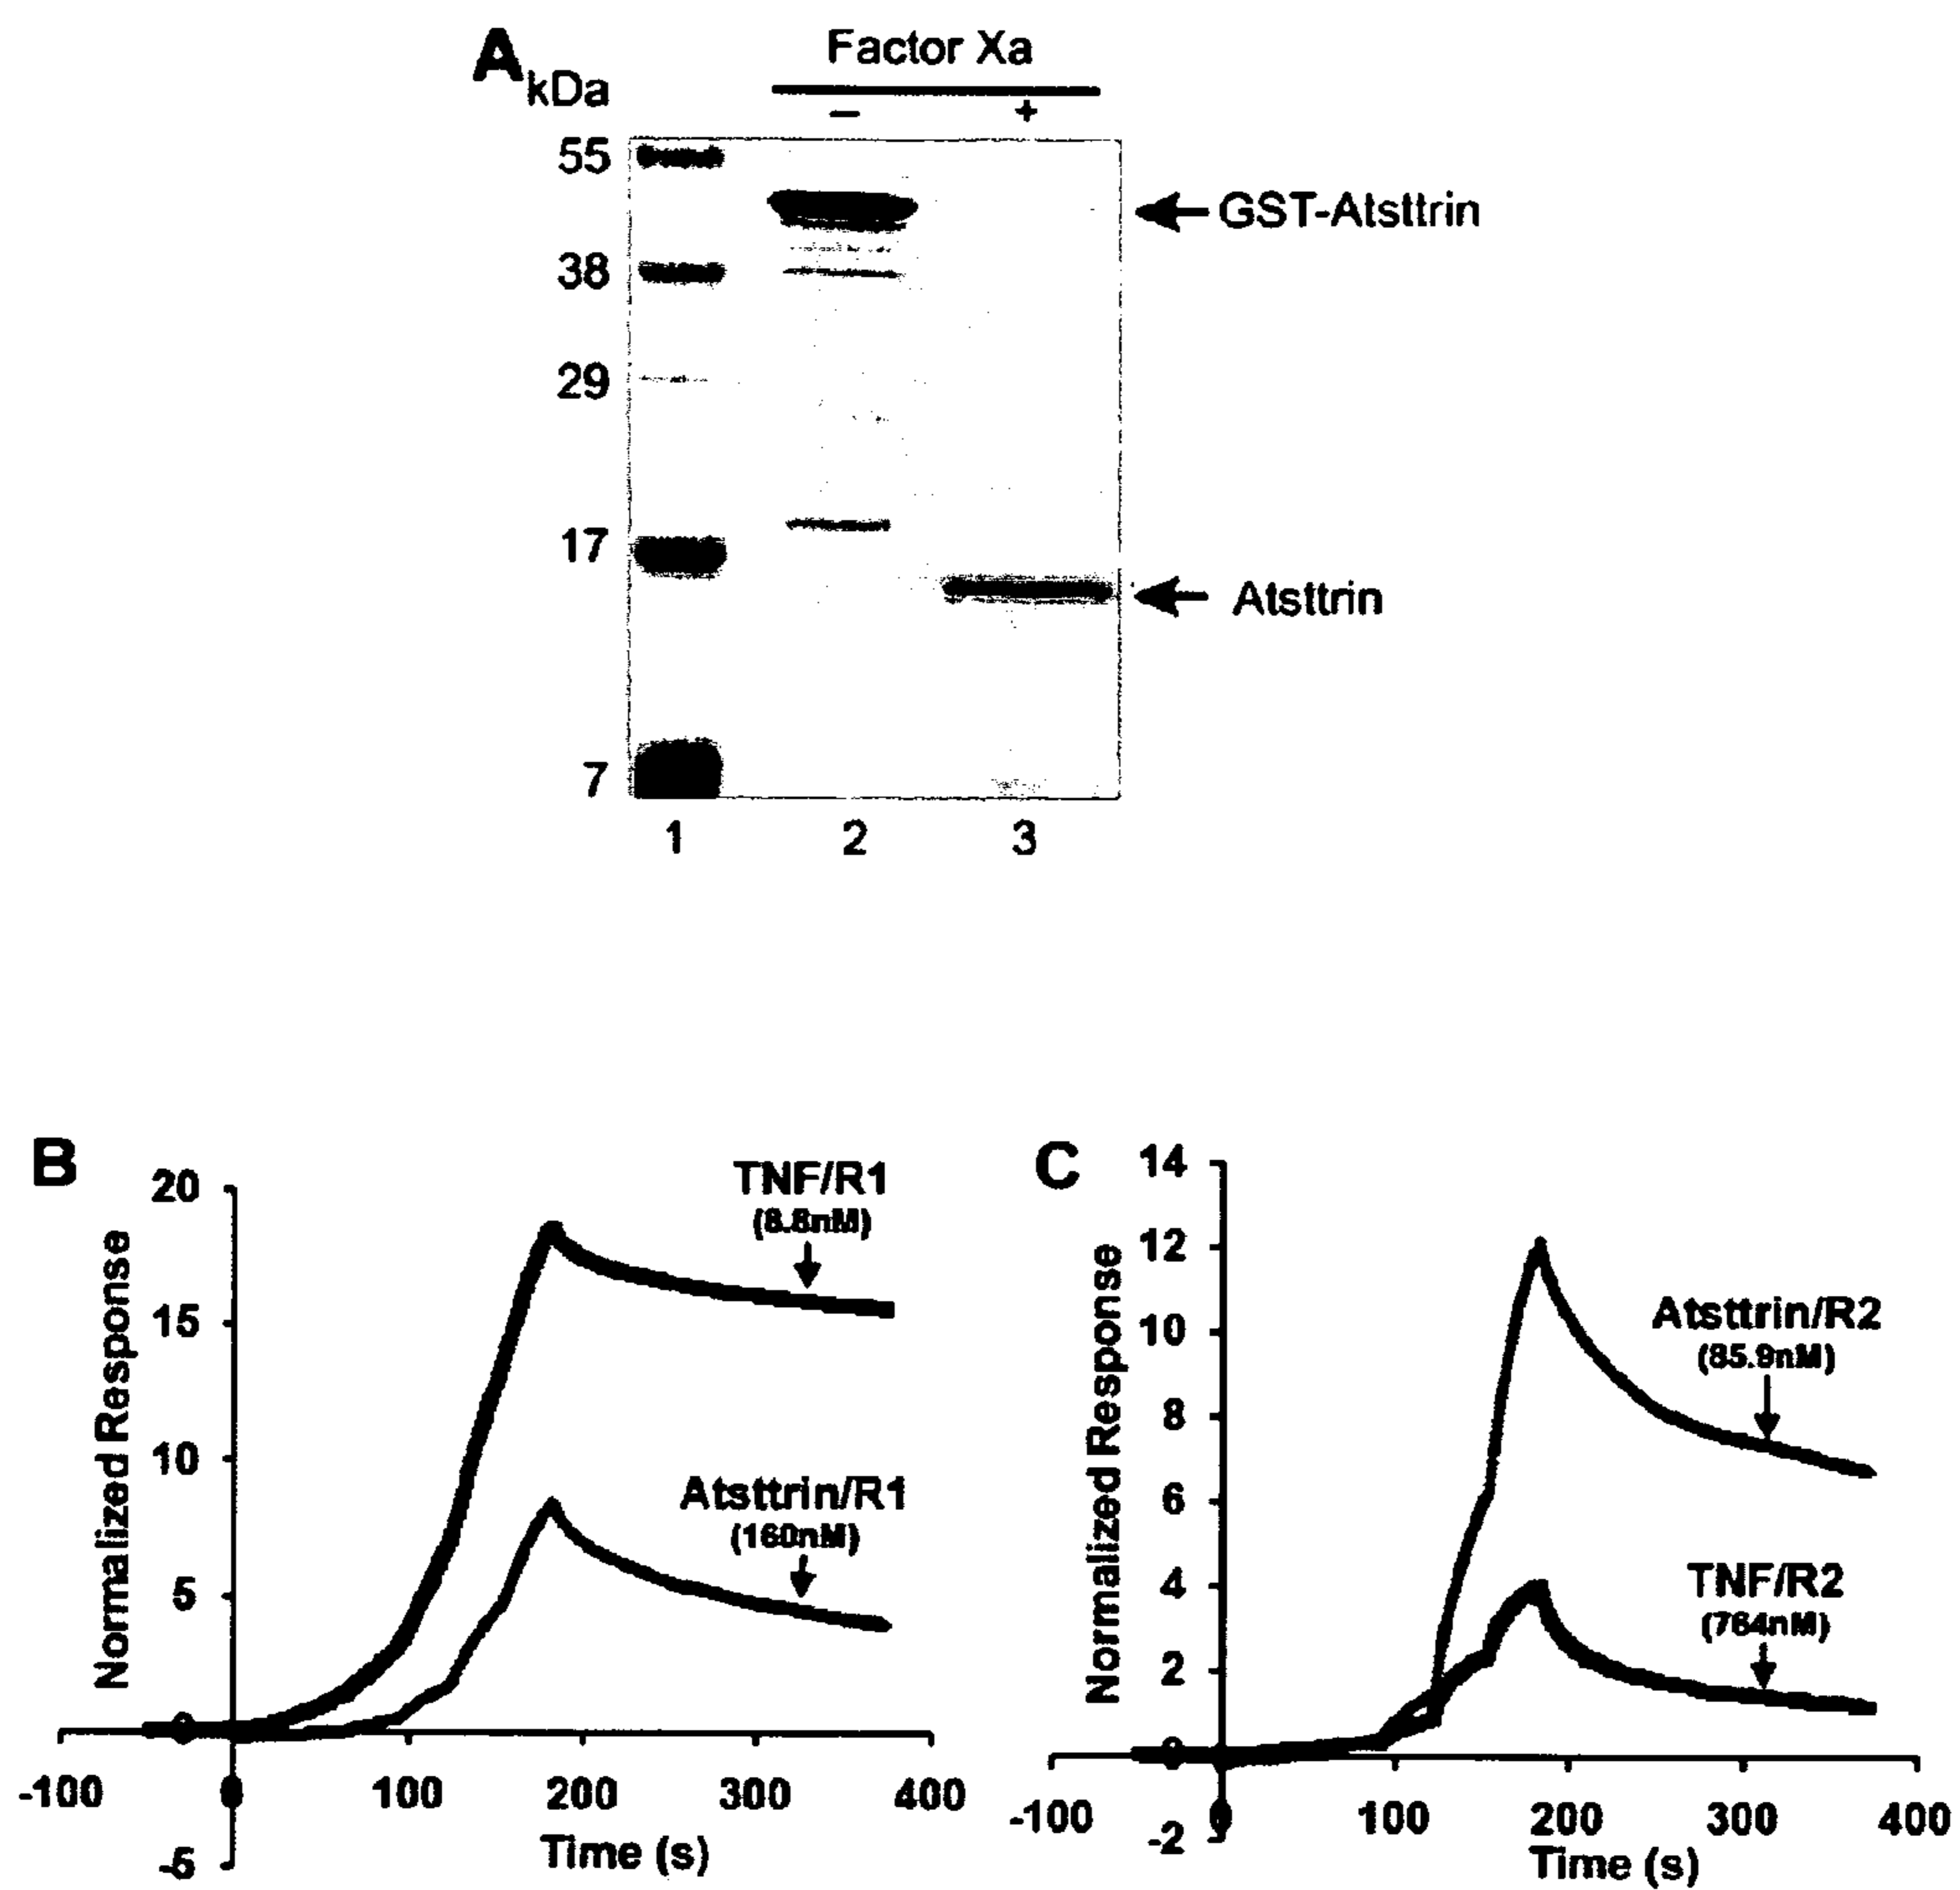 A
kDa
Factor Xa
– +
55
38
29
17
7
GST-Atsttrin
Atsttrin
1 2 3
B
Normalized Response
20
15
10
5
0
-5
-100 0 100 200 300 400
Time (s)
TNF/R1
Atsttrin/R1
(160nM)
C
Normalized Response
14
12
10
8
6
4
2
0
-2
-100 0 100 200 300 400
Time (s)
Atsttrin/R2
(85.9nM)
TNF/R2
(764nM)